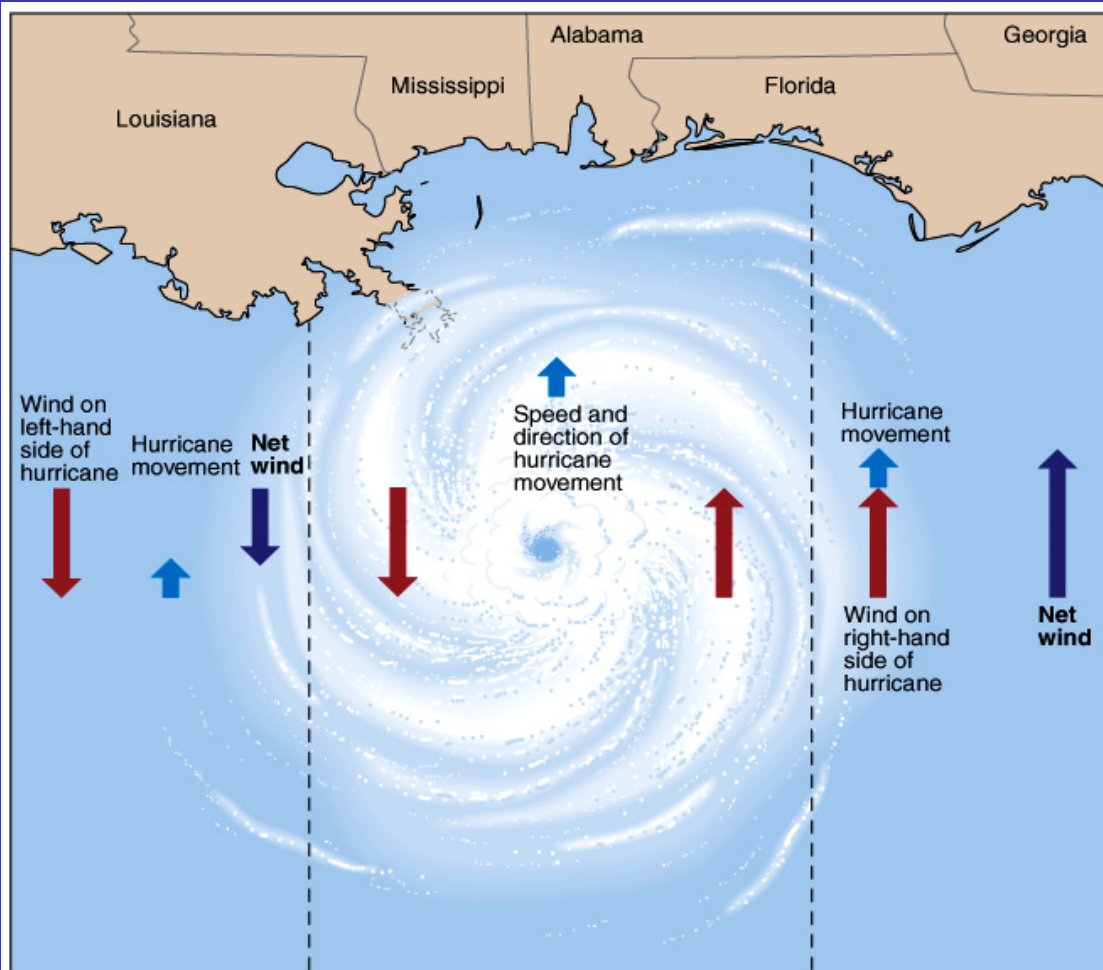 Alabama
Georgia
Mississippi
Florida
Louisiana
Wind on
left-hand
side of
hurricane
Hurricane
movement
Net
wind
Speed and
direction of
hurricane
movement
Hurricane
movement
Wind on
right-hand
side of
hurricane
Net
wind